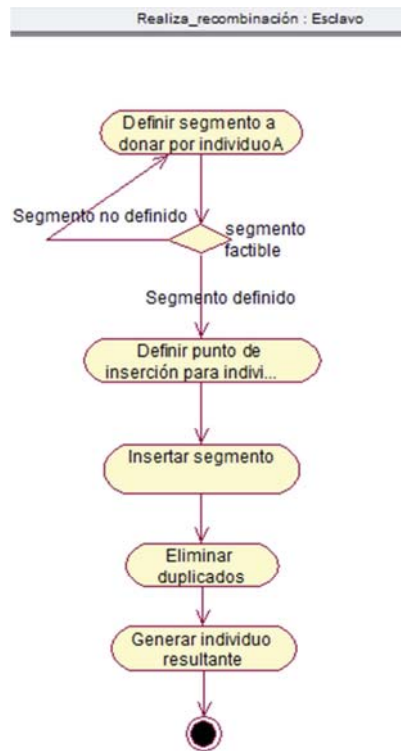 Realiza_recombinación : Esclavo
Definir segmento a
donar por individuoA
Segmento no definido
segmento
factible
Segmento definido
Definir punto de
inserción para indivi...
Insertar segmento
Eliminar
duplicados
Generar individuo
resultante